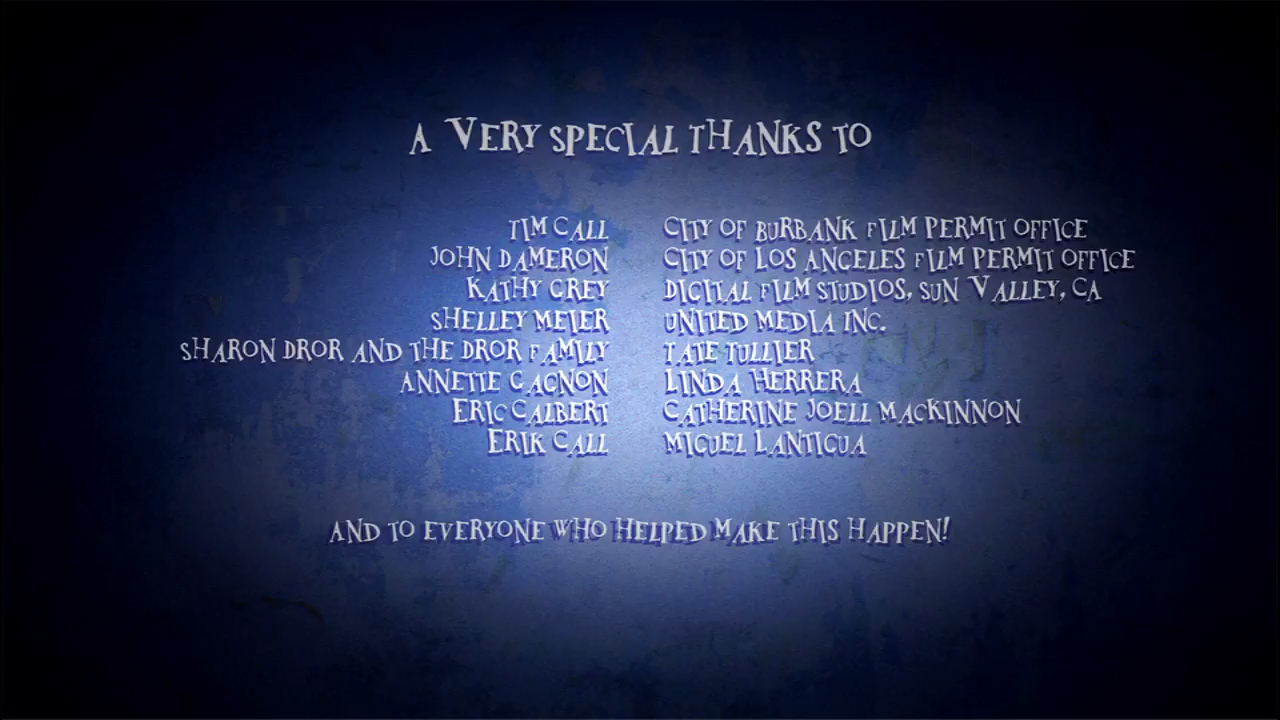 A VERY SPECIAL THANKS TO
TIM CALL
JOHN DAMERON
KATHY GREY
SHELLEY MEIER
SHARON DROR AND THE DROR FAMILY
ANNETTE GAGNON
ERIC CALBERT
ERIK CALL
CITY OF BURBANK FILM PERMIT OFFICE
CITY OF LOS ANGELES FILM PERMIT OFFICE
DIGITAL FILM STUDIOS, SUN VALLEY, CA
UNITED MEDIA INC.
TATE TULLIER
LINDA HERRERA
CATHERINE JOELL MACKINNON
MIGUEL LANTIGUA
AND TO EVERYONE WHO HELPED MAKE THIS HAPPEN!